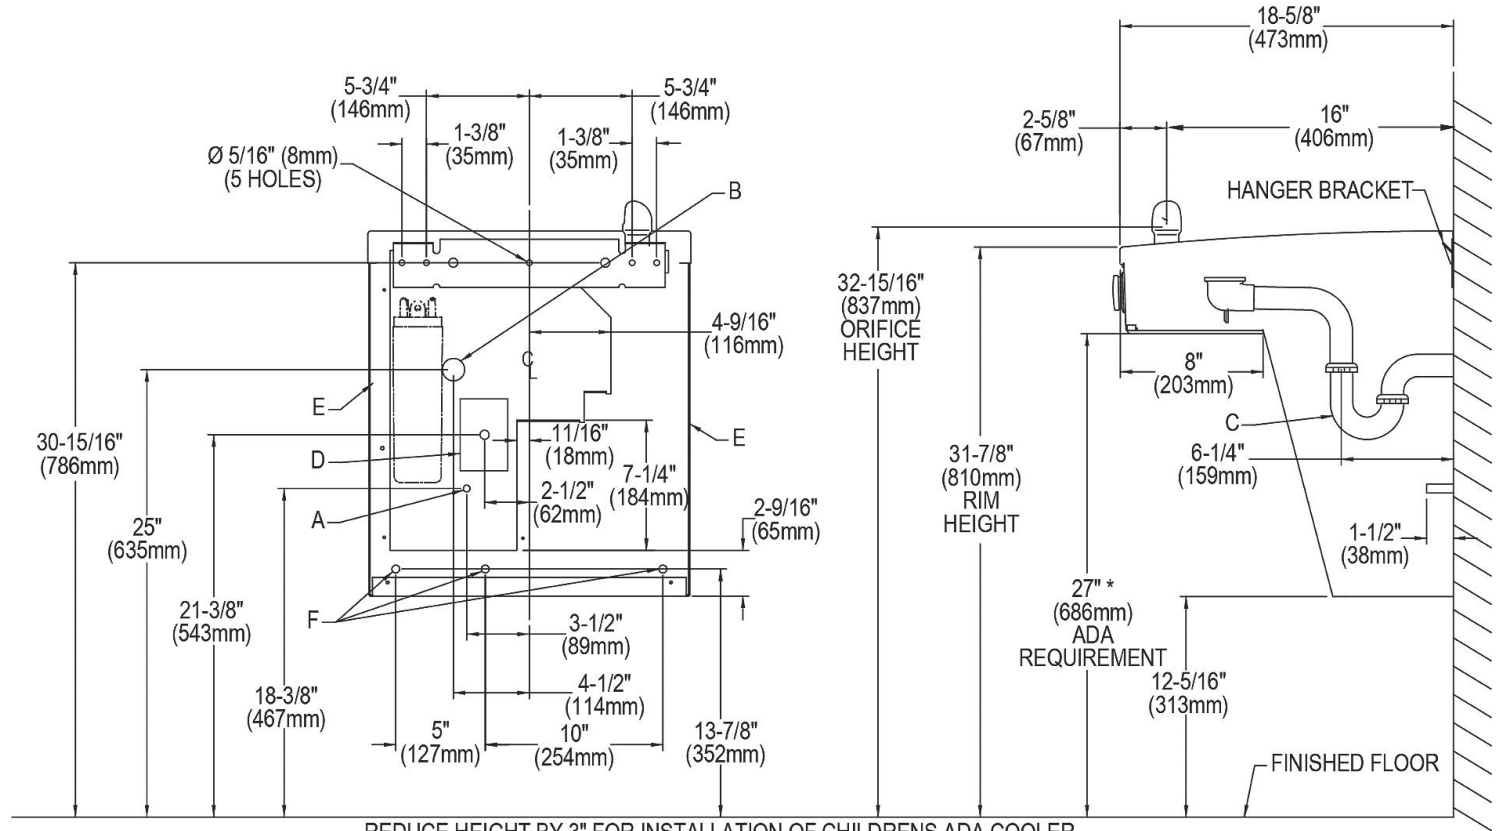 18-5/8"
(473mm)
5-3/4"
(146mm)
5-3/4"
(146mm)
1-3/8"
(35mm)
1-3/8"
(35mm)
2-5/8"
(67mm)
16"
(406mm)
Ø 5/16" (8mm)
(5 HOLES)
B
HANGER BRACKET
32-15/16"
(837mm)
ORIFICE
HEIGHT
4-9/16"
(116mm)
CL
8"
(203mm)
E
E
C
30-15/16"
(786mm)
D
11/16"
(18mm)
31-7/8"
(810mm)
RIM
HEIGHT
6-1/4"
(159mm)
7-1/4"
(184mm)
2-1/2"
(62mm)
A
2-9/16"
(65mm)
25"
(635mm)
1-1/2"
(38mm)
27" *
(686mm)
ADA
REQUIREMENT
21-3/8"
(543mm)
F
3-1/2"
(89mm)
18-3/8"
(467mm)
4-1/2"
(114mm)
12-5/16"
(313mm)
5"
(127mm)
10"
(254mm)
13-7/8"
(352mm)
FINISHED FLOOR
REDUCE HEIGHT BY 3" FOR INSTALLATION OF CHILDRENS ADA COOLER